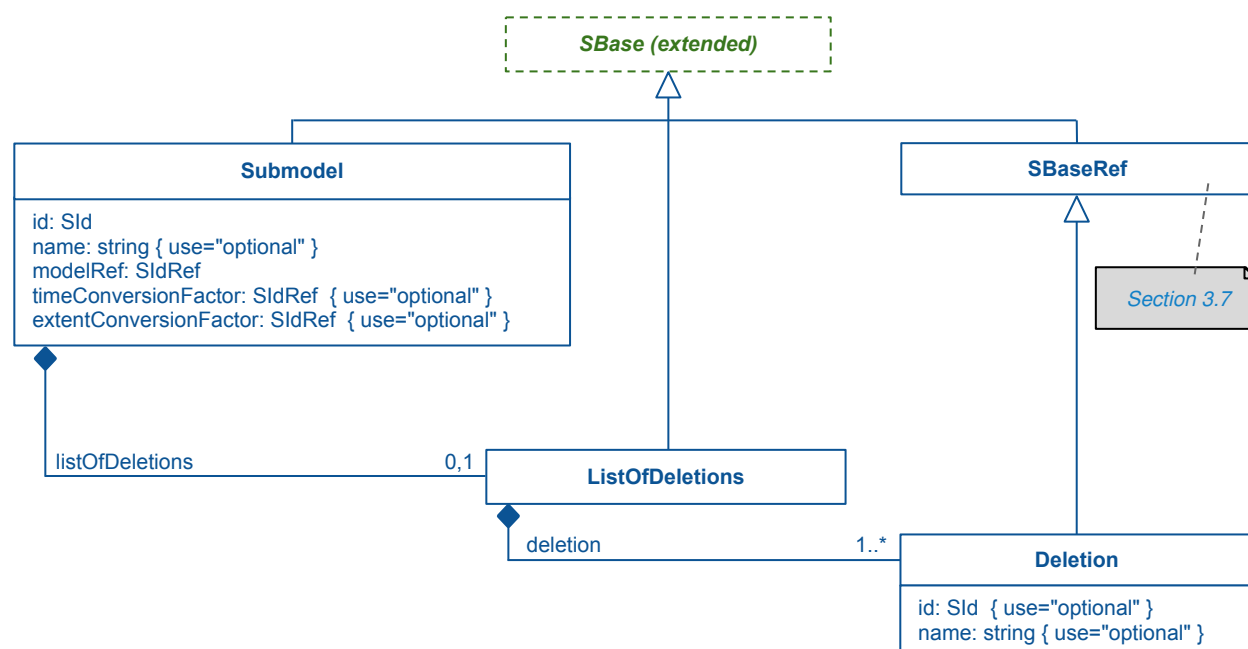 SBase (extended)
Submodel
id: SId
name: string { use="optional" }
modelRef: SIdRef
timeConversionFactor: SIdRef { use="optional" }
extentConversionFactor: SIdRef { use="optional" }
SBaseRef
Section 3.7
listOfDeletions
0,1
ListOfDeletions
deletion
1..*
Deletion
id: SId { use="optional" }
name: string { use="optional" }